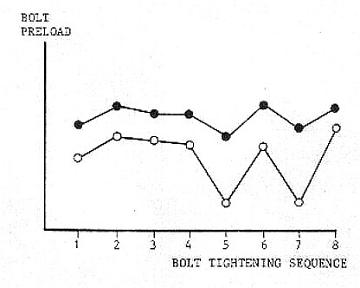 BOLT
PRELOAD
1 2 3 4 5 6 7 8
BOLT TIGHTENING SEQUENCE